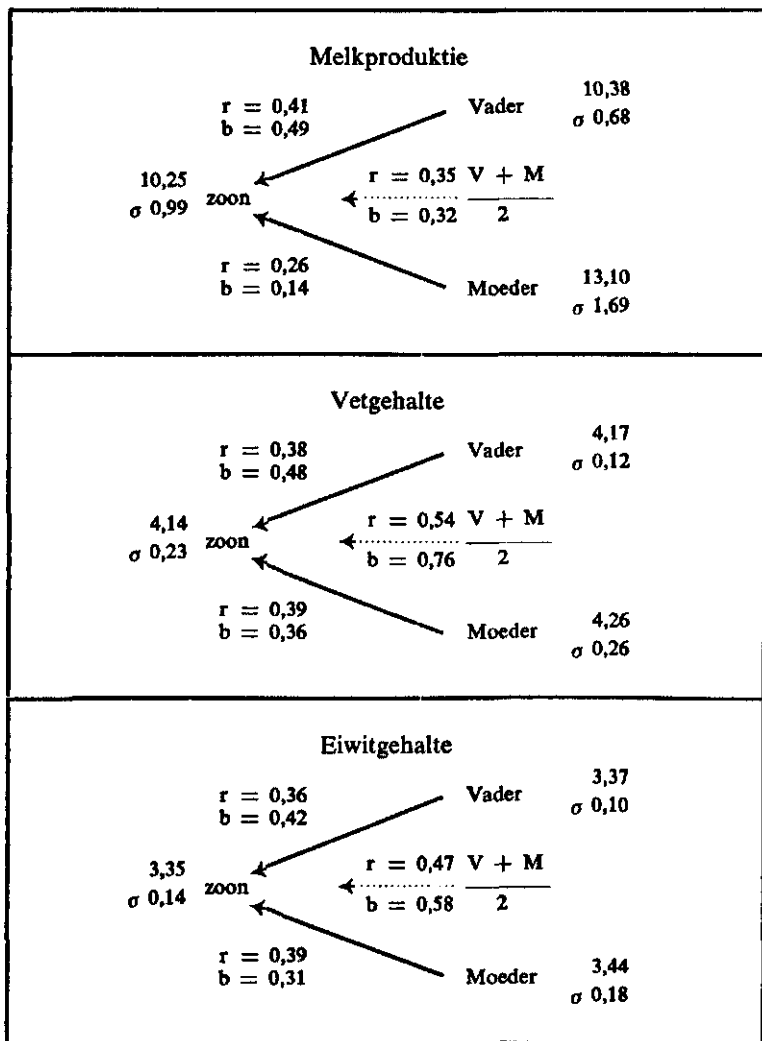 Melkproduktie
10,38
r = 0,41 Vader
b = 0,49 σ 0,68
10,25 r = 0,35 V + M
σ 0,99 zoon
b = 0,32 2
r = 0,26
b = 0,14 Moeder 13,10
σ 1,69
Vetgehalte
4,17
r = 0,38 Vader
b = 0,48 σ 0,12
4,14 r = 0,54 V + M
σ 0,23 zoon
b = 0,76 2
r = 0,39
b = 0,36 Moeder 4,26
σ 0,26
Eiwitgehalte
3,37
r = 0,36 Vader
b = 0,42 σ 0,10
3,35 r = 0,47 V + M
σ 0,14 zoon
b = 0,58 2
r = 0,39
b = 0,31 Moeder 3,44
σ 0,18